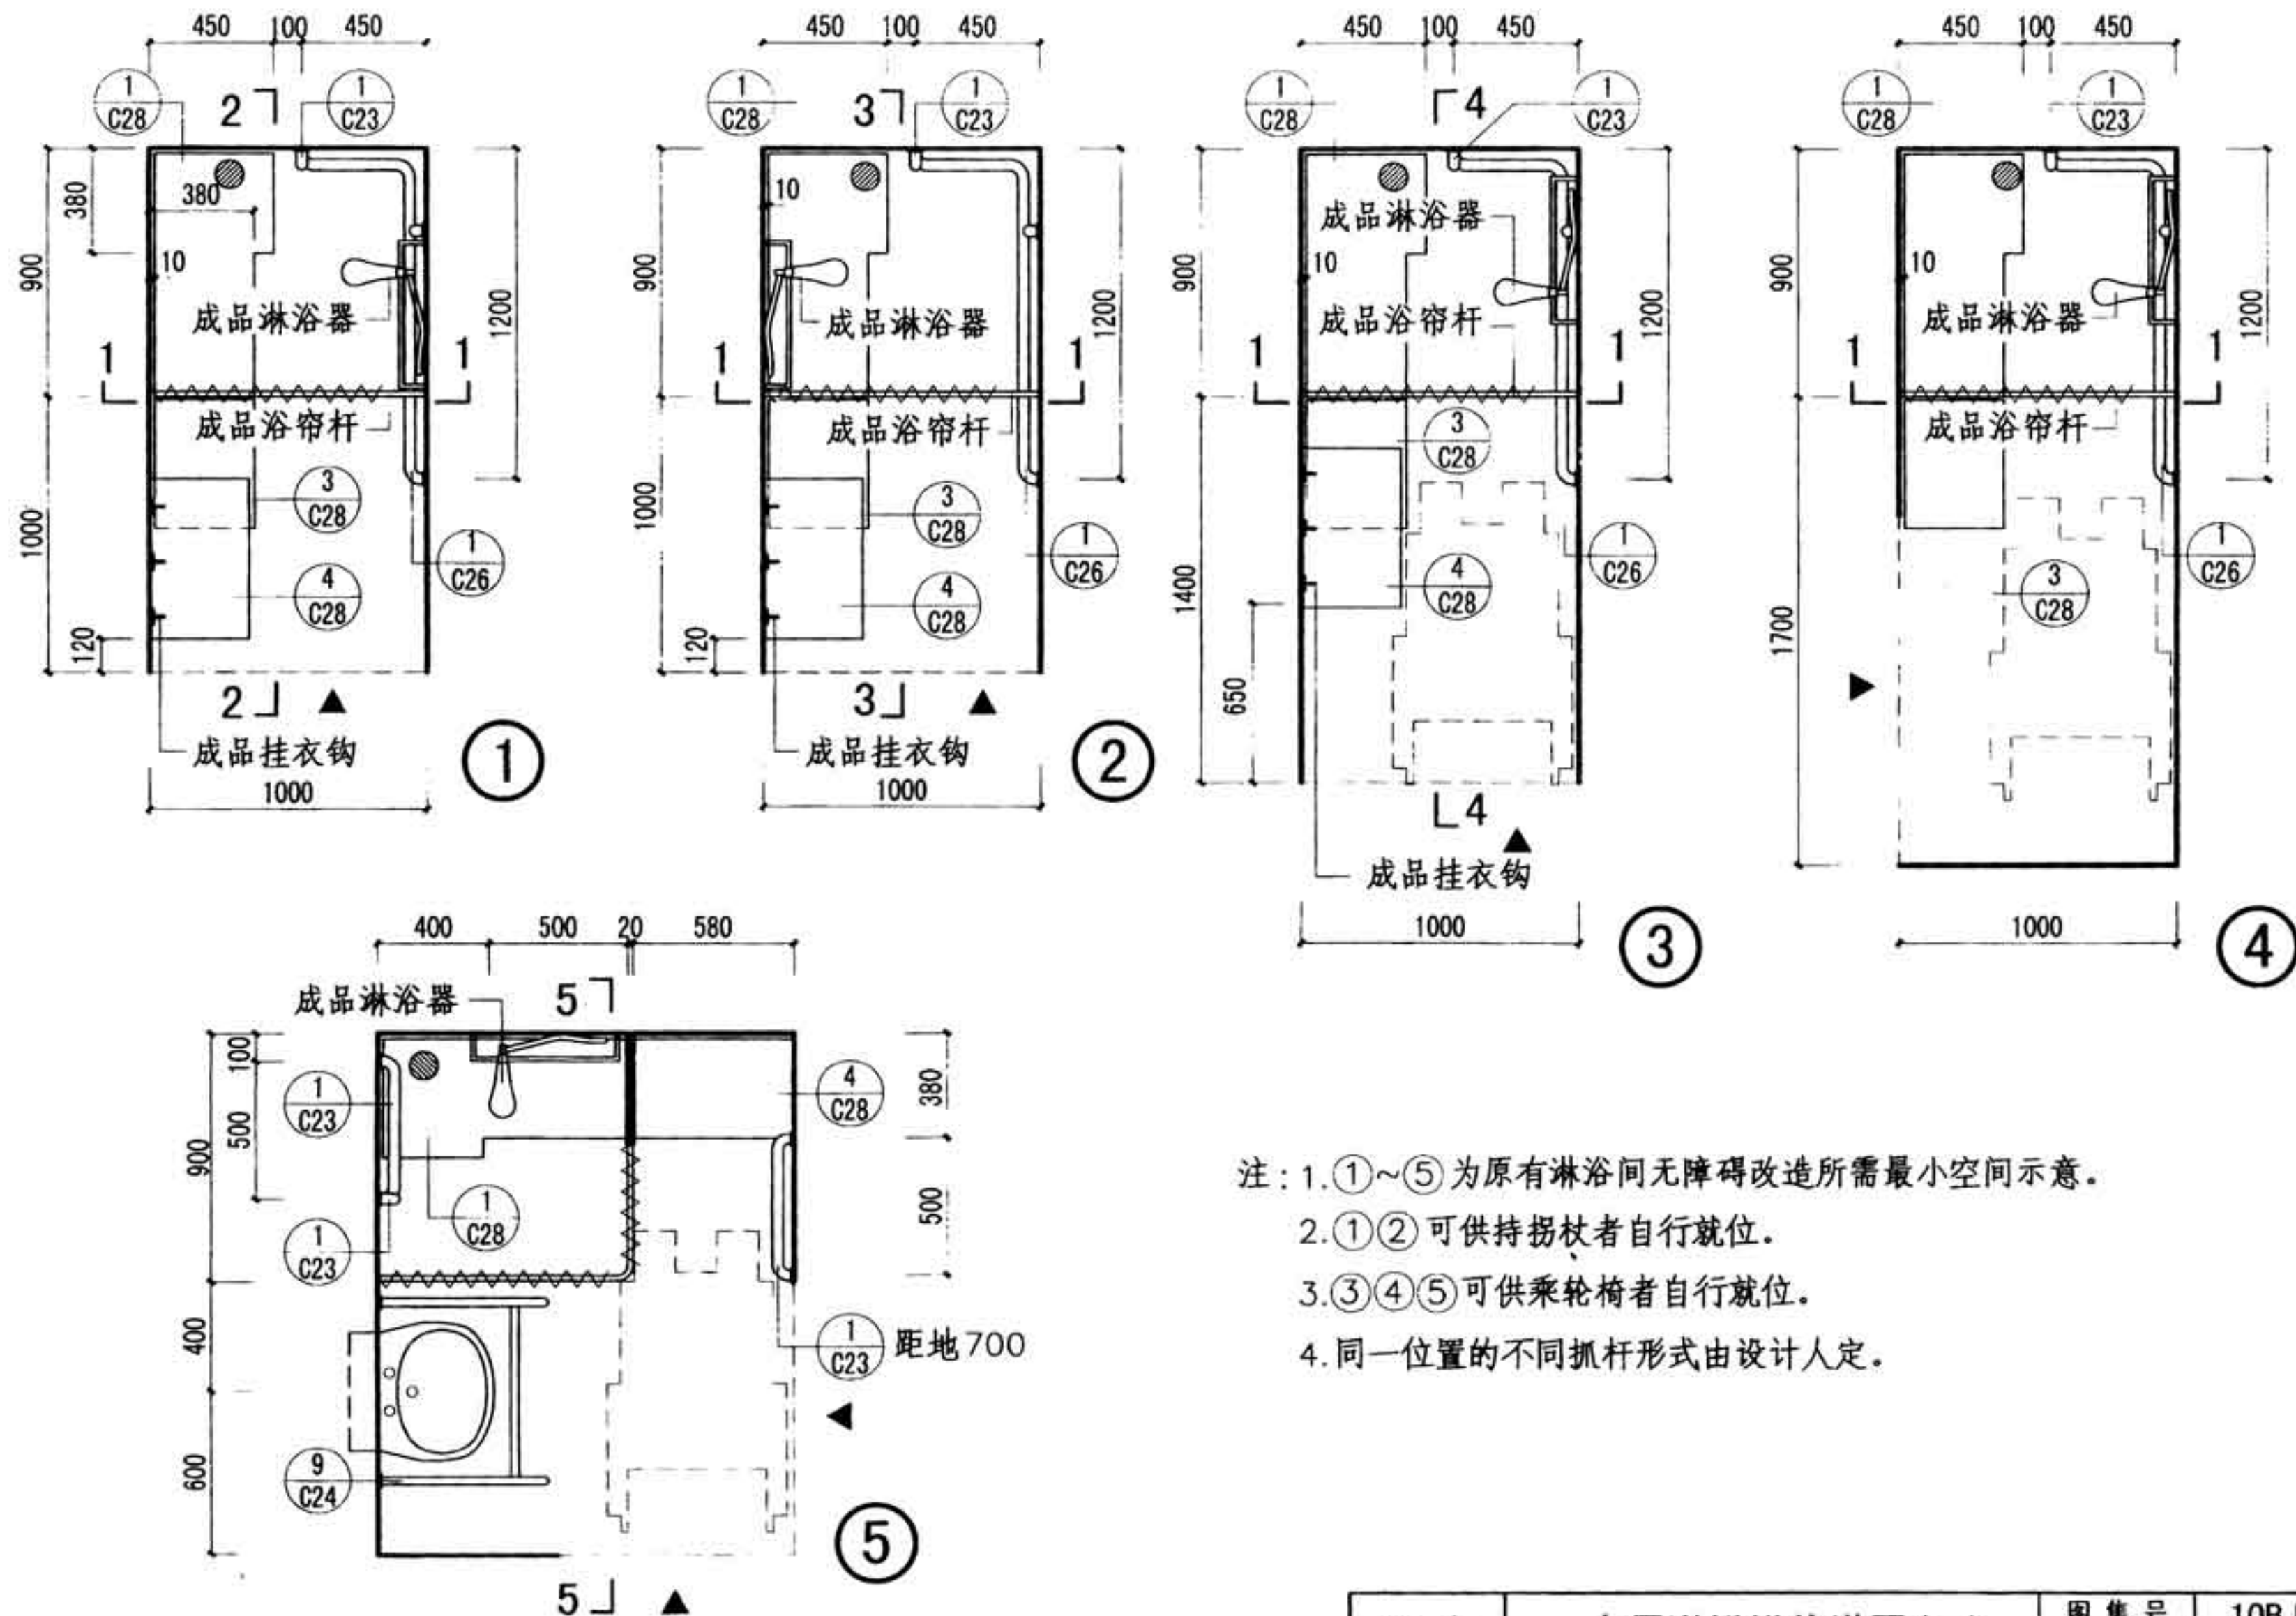 450 100 450
1
C28
2
1
C23
380
380
10
900
1200
成品淋浴器
1
1
成品浴帘杆
3
C28
1000
1
C26
4
C28
120
2
成品挂衣钩
1
1000
450 100 450
1
C28
3
1
C23
10
900
1200
成品淋浴器
1
1
成品浴帘杆
3
C28
1000
1
C26
4
C28
120
3
成品挂衣钩
2
1000
450 100 450
1
C28
4
1
C23
成品淋浴器
10
900
1200
成品浴帘杆
1
1
3
C28
1
C26
4
C28
1400
650
4
成品挂衣钩
1000
3
450 100 450
1
C28
1
C23
10
900
1200
成品淋浴器
1
1
成品浴帘杆
1
C26
3
C28
1700
1000
4
400 500 20 580
成品淋浴器
5
100
1
C23
4
C28
380
500
900
1
C28
500
1
C23
400
1
C23
距地700
600
9
C24
5
5
注:1.①~⑤为原有淋浴间无障碍改造所需最小空间示意。
2.①②可供持拐杖者自行就位。
3.③④⑤可供乘轮椅者自行就位。
4.同一位置的不同抓杆形式由设计人定。
图集号